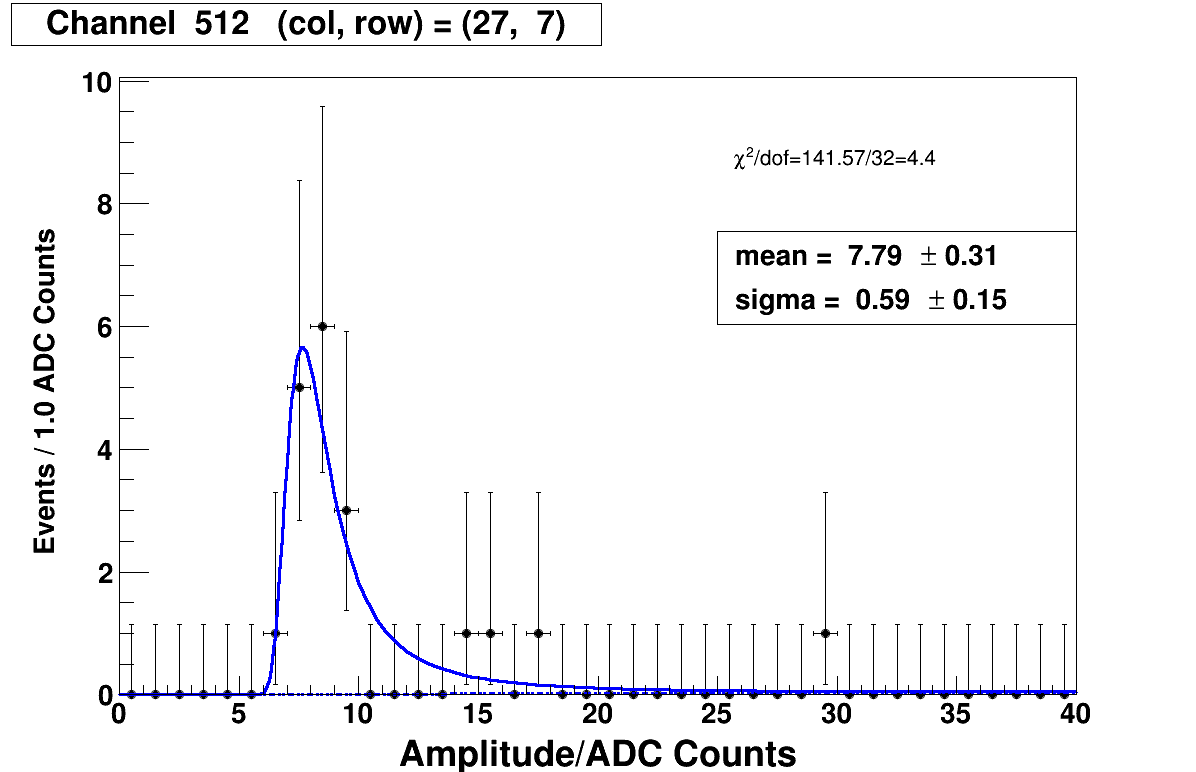 Channel 512 (col, row) = (27, 7)
10
8
6
4
2
0
Events / 1.0 ADC Counts
χ²/dof=141.57/32=4.4
mean = 7.79 ± 0.31
sigma = 0.59 ± 0.15
0 5 10 15 20 25 30 35 40
Amplitude/ADC Counts